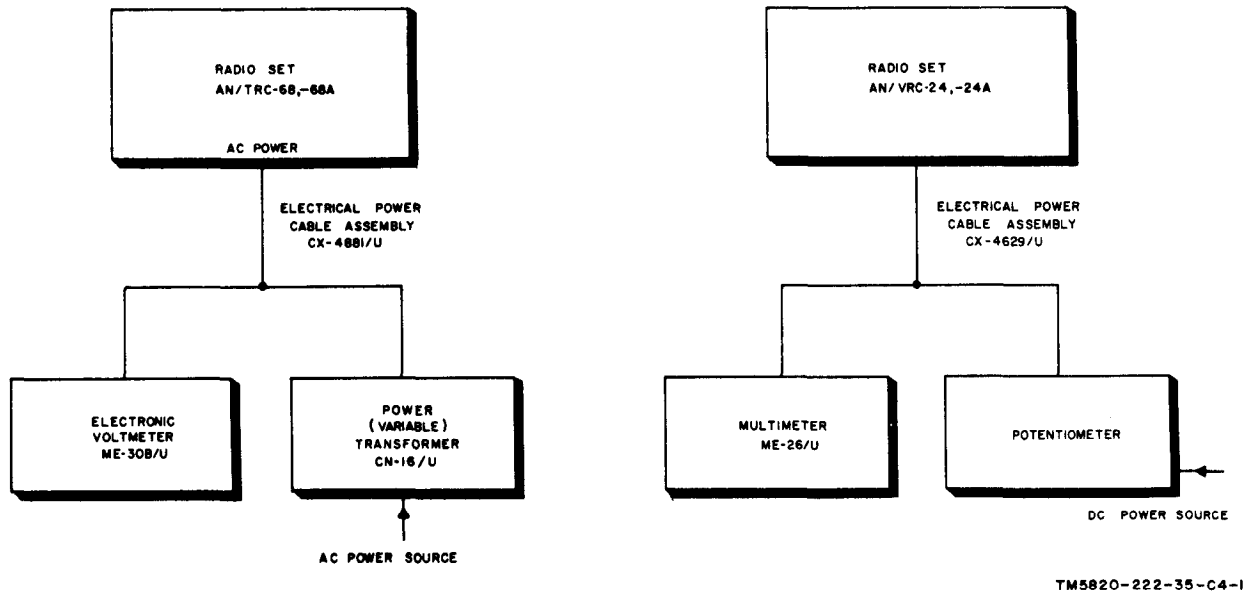 RADIO SET
AN/TRC-68,-68A
AC POWER
ELECTRICAL POWER
CABLE ASSEMBLY
CX-4881/U
ELECTRONIC
VOLTMETER
ME-30B/U
POWER
(VARIABLE)
TRANSFORMER
CN-16/U
AC POWER SOURCE
RADIO SET
AN/VRC-24,-24A
ELECTRICAL POWER
CABLE ASSEMBLY
CX-4629/U
MULTIMETER
ME-26/U
POTENTIOMETER
DC POWER SOURCE
TM5820-222-35-C4-1